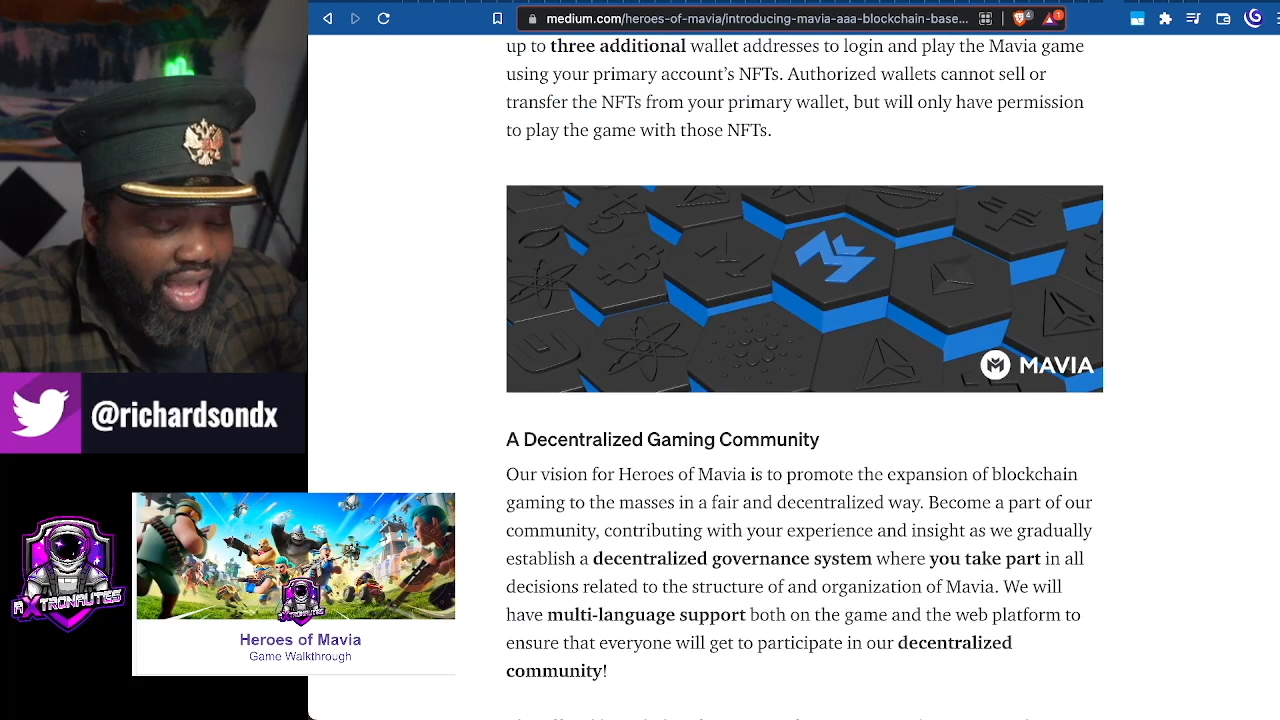 medium.com/heroes-of-mavia/introducing-mavia-aaa-blockchain-base...
4
1
up to three additional wallet addresses to login and play the Mavia game
using your primary account’s NFTs. Authorized wallets cannot sell or
transfer the NFTs from your primary wallet, but will only have permission
to play the game with those NFTs.
MAVIA
A Decentralized Gaming Community
Our vision for Heroes of Mavia is to promote the expansion of blockchain
gaming to the masses in a fair and decentralized way. Become a part of our
community, contributing with your experience and insight as we gradually
establish a decentralized governance system where you take part in all
decisions related to the structure of and organization of Mavia. We will
have multi-language support both on the game and the web platform to
ensure that everyone will get to participate in our decentralized
community!
@richardsondx
AXTRONAUTES
Heroes of Mavia
Game Walkthrough